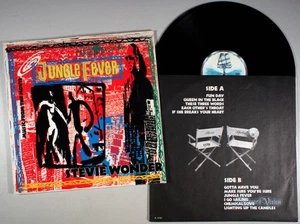 JUNGLE FEVER
STEVIE WONDER
SIDE A
FUN DAY
QUEEN IN THE BLACK
THESE THREE WORDS
EACH OTHER'S THROAT
IF SHE BREAKS YOUR HEART
SIDE B
GOTTA HAVE YOU
MAKE SURE YOU'RE SURE
JUNGLE FEVER
I GO SAILING
CHEMICAL LOVE
LIGHTING UP THE CANDLES